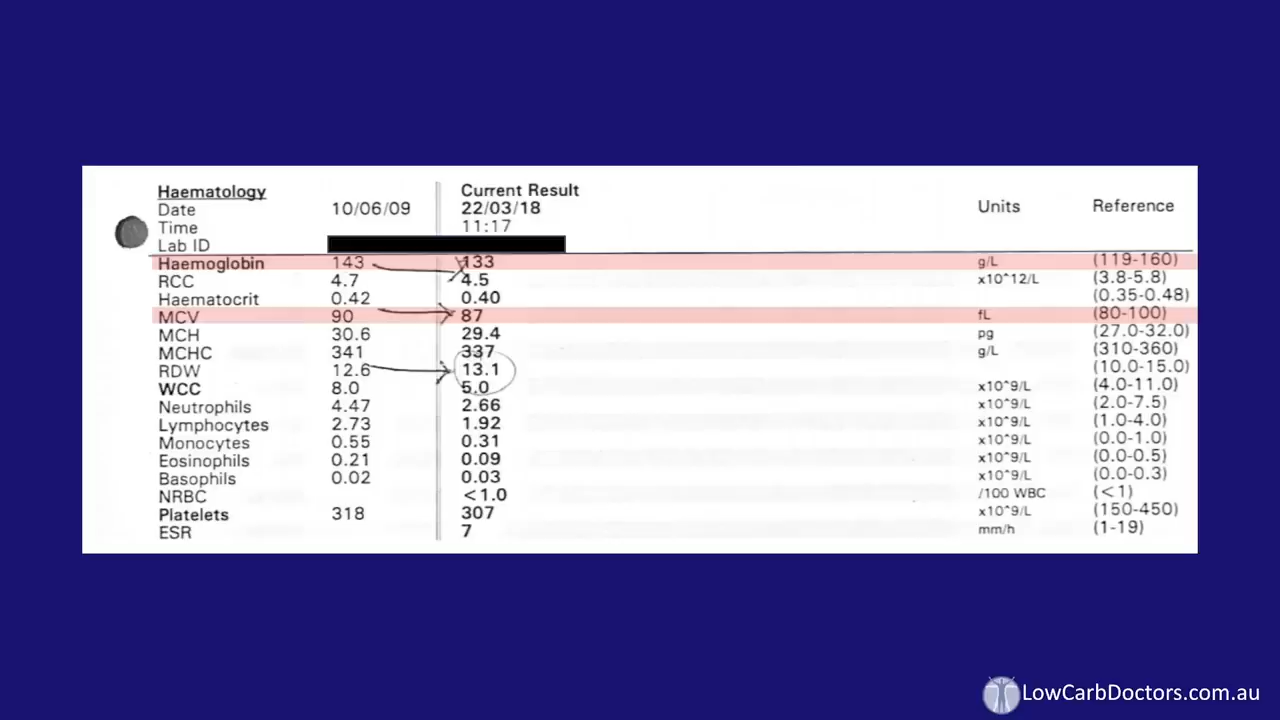 Haematology Current Result
Date 10/06/09 22/03/18 Units Reference
Time 11:17
Lab ID
Haemoglobin 143 133 g/L (119-160)
RCC 4.7 4.5 x10^12/L (3.8-5.8)
Haematocrit 0.42 0.40 (0.35-0.48)
MCV 90 87 fL (80-100)
MCH 30.6 29.4 pg (27.0-32.0)
MCHC 341 337 g/L (310-360)
RDW 12.6 13.1 (10.0-15.0)
WCC 8.0 5.0 x10^9/L (4.0-11.0)
Neutrophils 4.47 2.66 x10^9/L (2.0-7.5)
Lymphocytes 2.73 1.92 x10^9/L (1.0-4.0)
Monocytes 0.55 0.31 x10^9/L (0.0-1.0)
Eosinophils 0.21 0.09 x10^9/L (0.0-0.5)
Basophils 0.02 0.03 x10^9/L (0.0-0.3)
NRBC <1.0 /100 WBC (<1)
Platelets 318 307 x10^9/L (150-450)
ESR 7 mm/h (1-19)
LowCarbDoctors.com.au